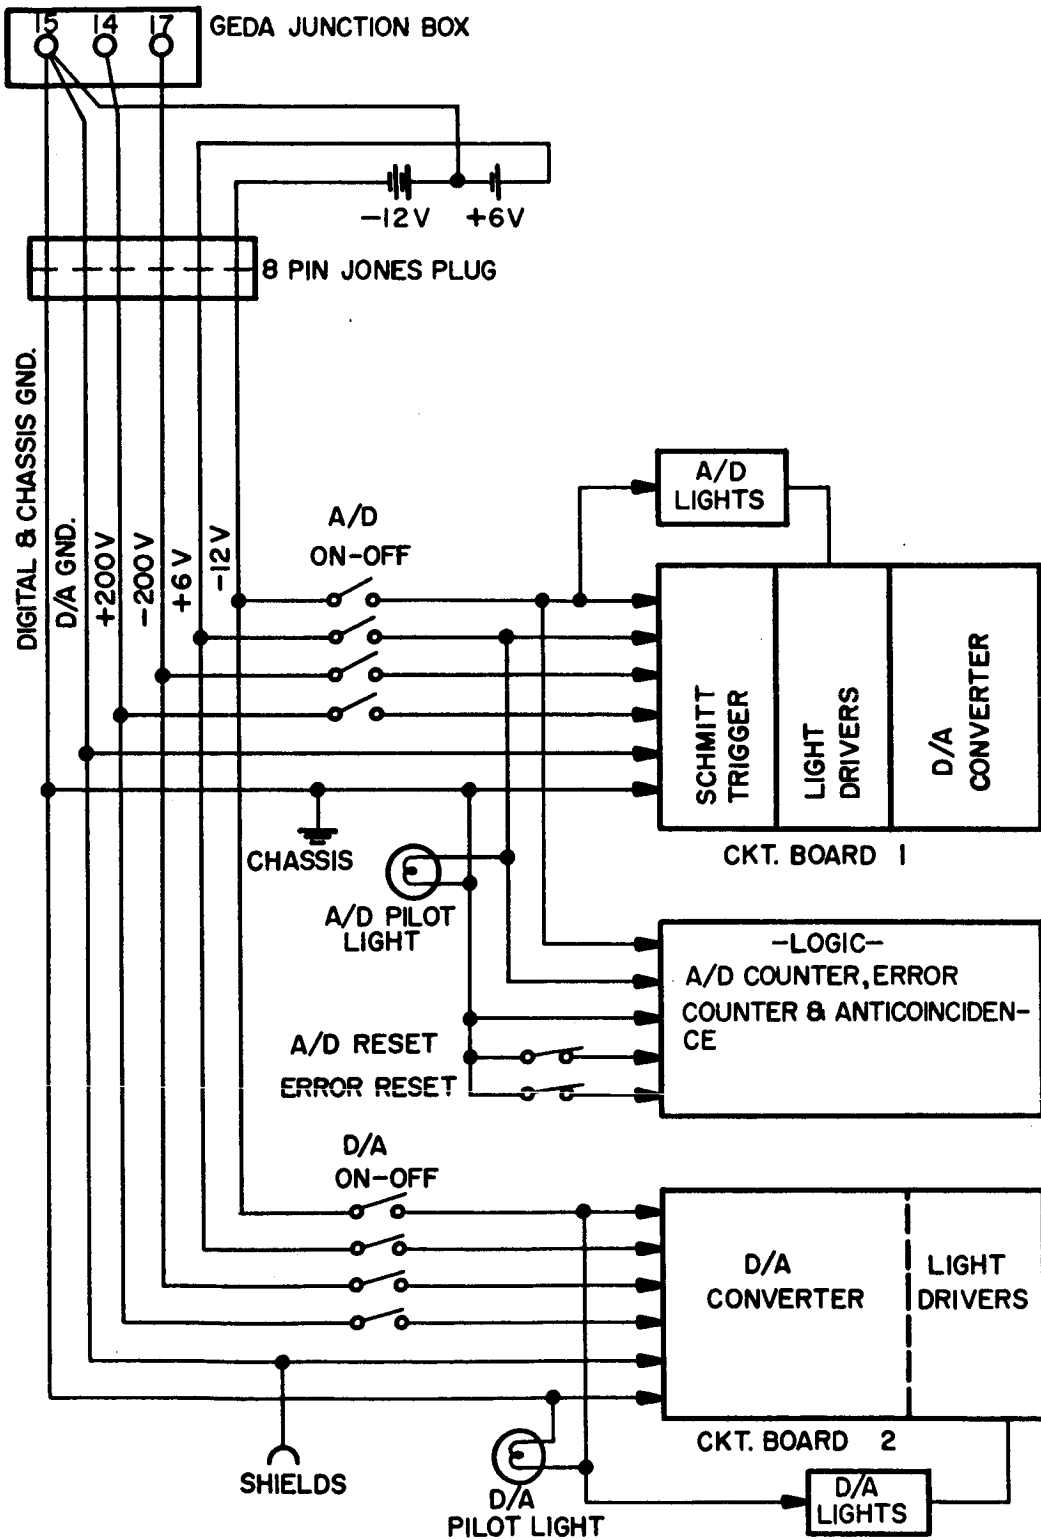 15 14 17
GEDA JUNCTION BOX
-12V +6V
8 PIN JONES PLUG
DIGITAL & CHASSIS GND.
D/A GND.
+200V
-200V
+6V
-12V
A/D
ON-OFF
A/D
LIGHTS
SCHMITT
TRIGGER
LIGHT
DRIVERS
D/A
CONVERTER
CKT. BOARD 1
CHASSIS
A/D PILOT
LIGHT
-LOGIC-
A/D COUNTER, ERROR
COUNTER & ANTICOINCIDEN-
CE
A/D RESET
ERROR RESET
D/A
ON-OFF
D/A
CONVERTER
LIGHT
DRIVERS
CKT. BOARD 2
SHIELDS
D/A
PILOT LIGHT
D/A
LIGHTS